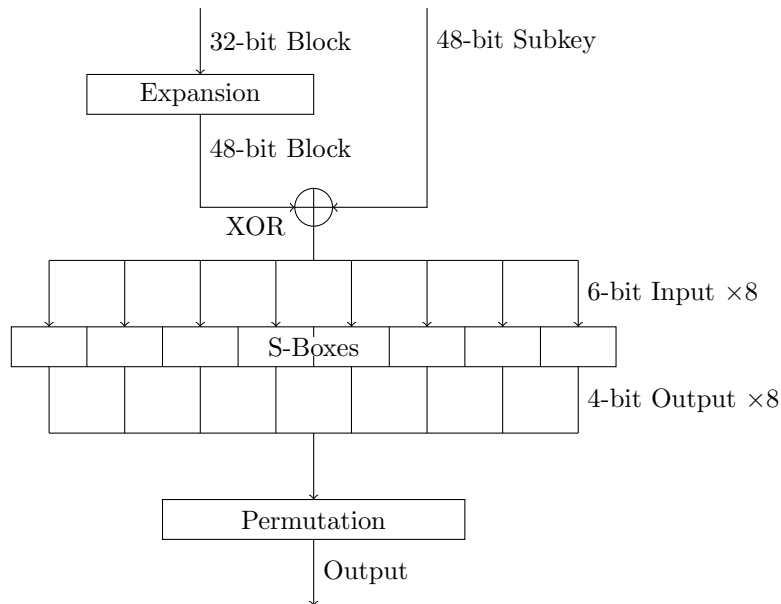 32-bit Block
48-bit Subkey
Expansion
48-bit Block
XOR
6-bit Input ×8
S-Boxes
4-bit Output ×8
Permutation
Output